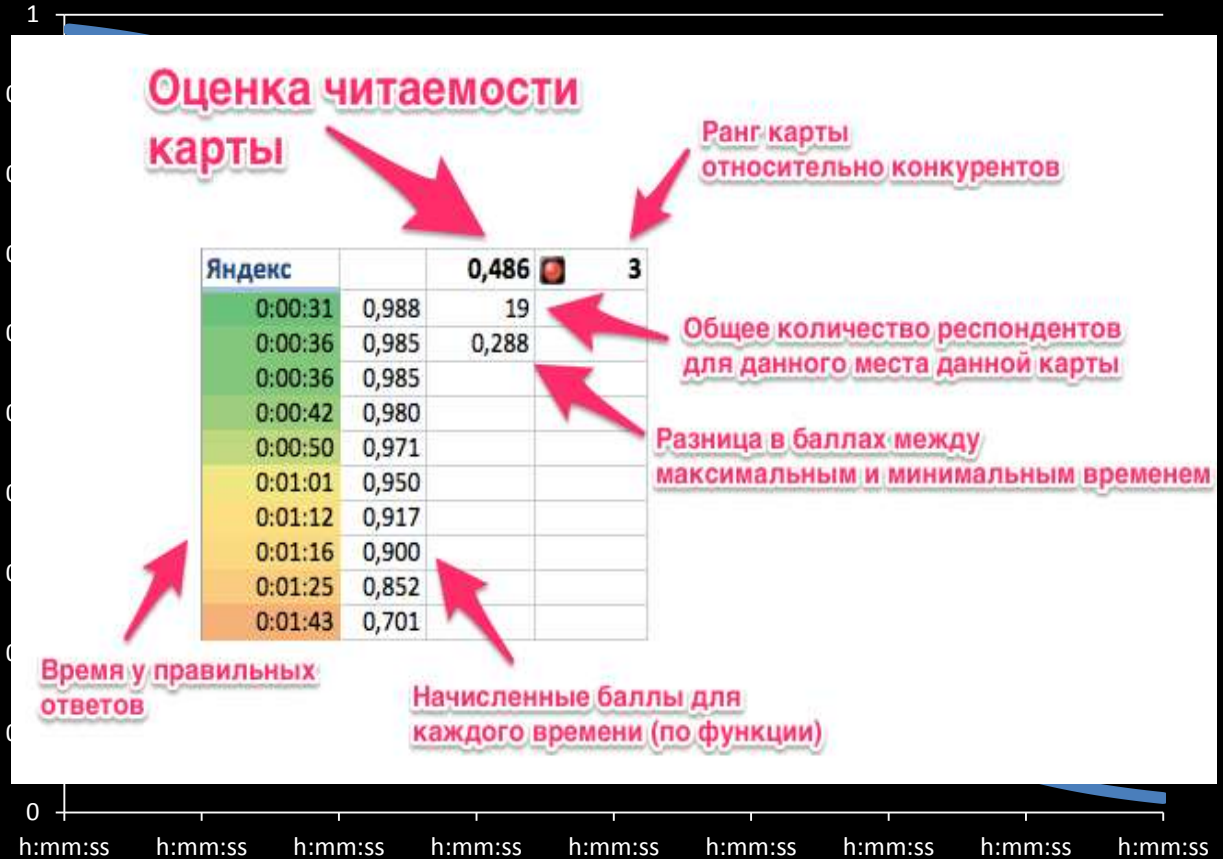 1
Оценка читаемости
карты
Ранг карты
относительно конкурентов
Яндекс 0,486 3
0:00:31 0,988 19
0:00:36 0,985 0,288
0:00:36 0,985
0:00:42 0,980
0:00:50 0,971
0:01:01 0,950
0:01:12 0,917
0:01:16 0,900
0:01:25 0,852
0:01:43 0,701
Общее количество респондентов
для данного места данной карты
Разница в баллах между
максимальным и минимальным временем
Время у правильных
ответов
Начисленные баллы для
каждого времени (по функции)
0
h:mm:ss h:mm:ss h:mm:ss h:mm:ss h:mm:ss h:mm:ss h:mm:ss h:mm:ss h:mm:ss